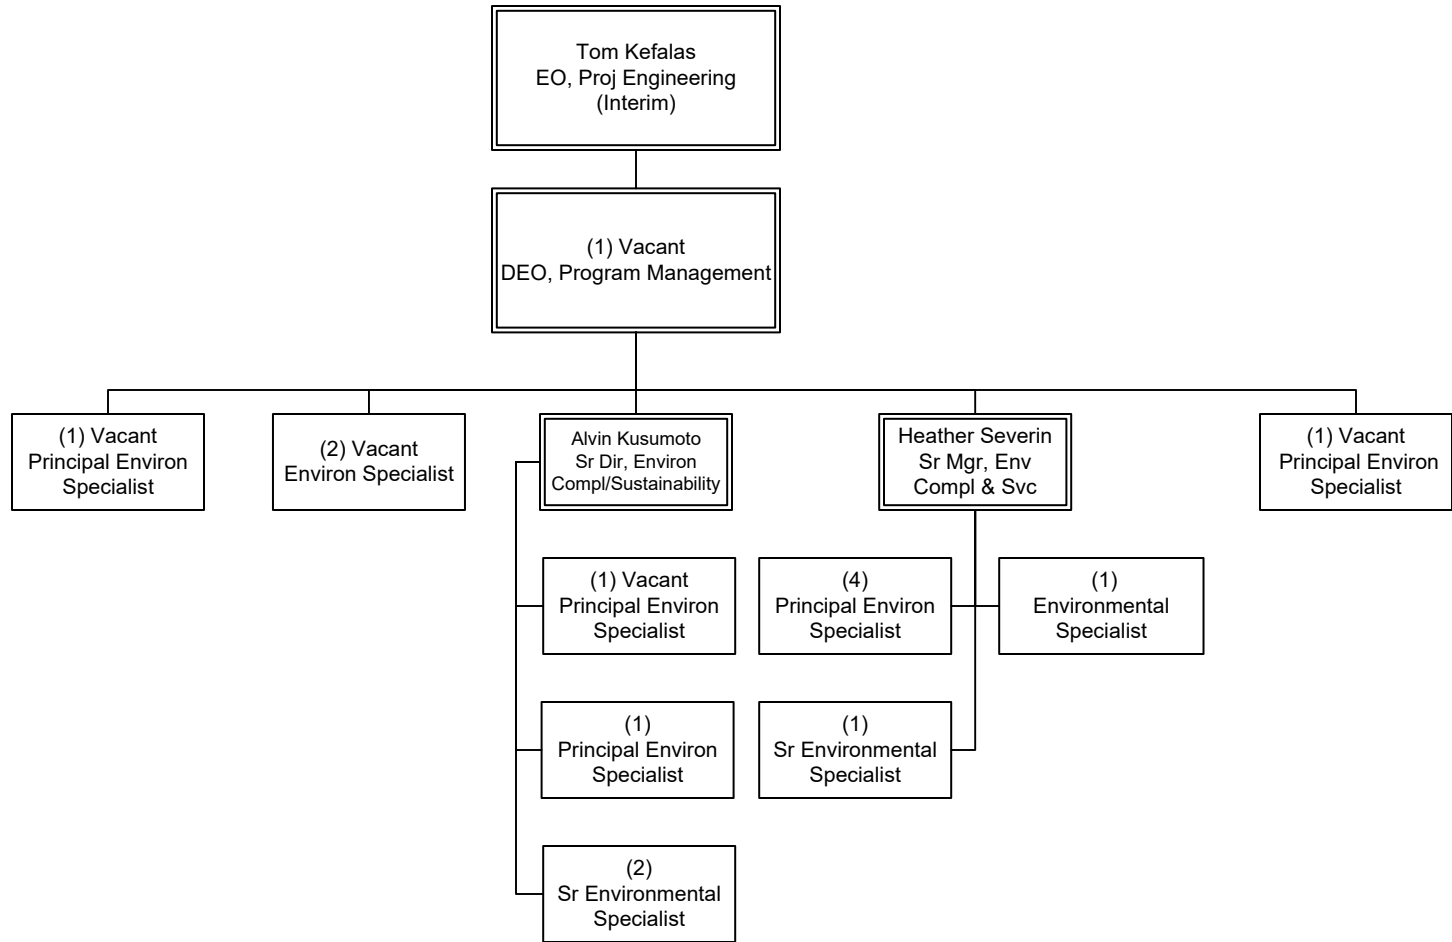 Tom Kefalas
EO, Proj Engineering
(Interim)
(1) Vacant
DEO, Program Management
(1) Vacant
Principal Environ
Specialist
(2) Vacant
Environ Specialist
Alvin Kusumoto
Sr Dir, Environ
Compl/Sustainability
Heather Severin
Sr Mgr, Env
Compl & Svc
(1) Vacant
Principal Environ
Specialist
(1) Vacant
Principal Environ
Specialist
(4)
Principal Environ
Specialist
(1)
Environmental
Specialist
(1)
Principal Environ
Specialist
(1)
Sr Environmental
Specialist
(2)
Sr Environmental
Specialist